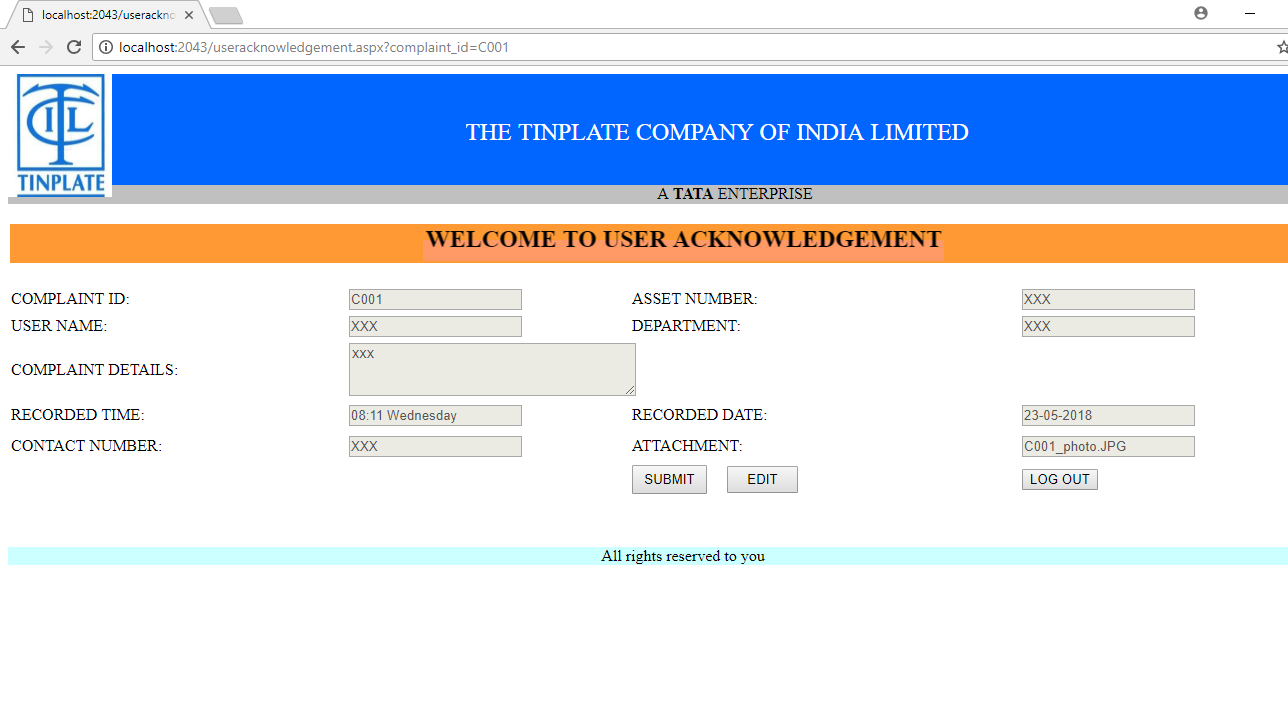 localhost:2043/userackno
localhost:2043/useracknowledgement.aspx?complaint_id=C001
TCIL
TINPLATE
THE TINPLATE COMPANY OF INDIA LIMITED
A TATA ENTERPRISE
WELCOME TO USER ACKNOWLEDGEMENT
COMPLAINT ID: C001 ASSET NUMBER: XXX
USER NAME: XXX DEPARTMENT: XXX
COMPLAINT DETAILS: xxx
RECORDED TIME: 08:11 Wednesday RECORDED DATE: 23-05-2018
CONTACT NUMBER: XXX ATTACHMENT: C001_photo.JPG
SUBMIT EDIT LOG OUT
All rights reserved to you